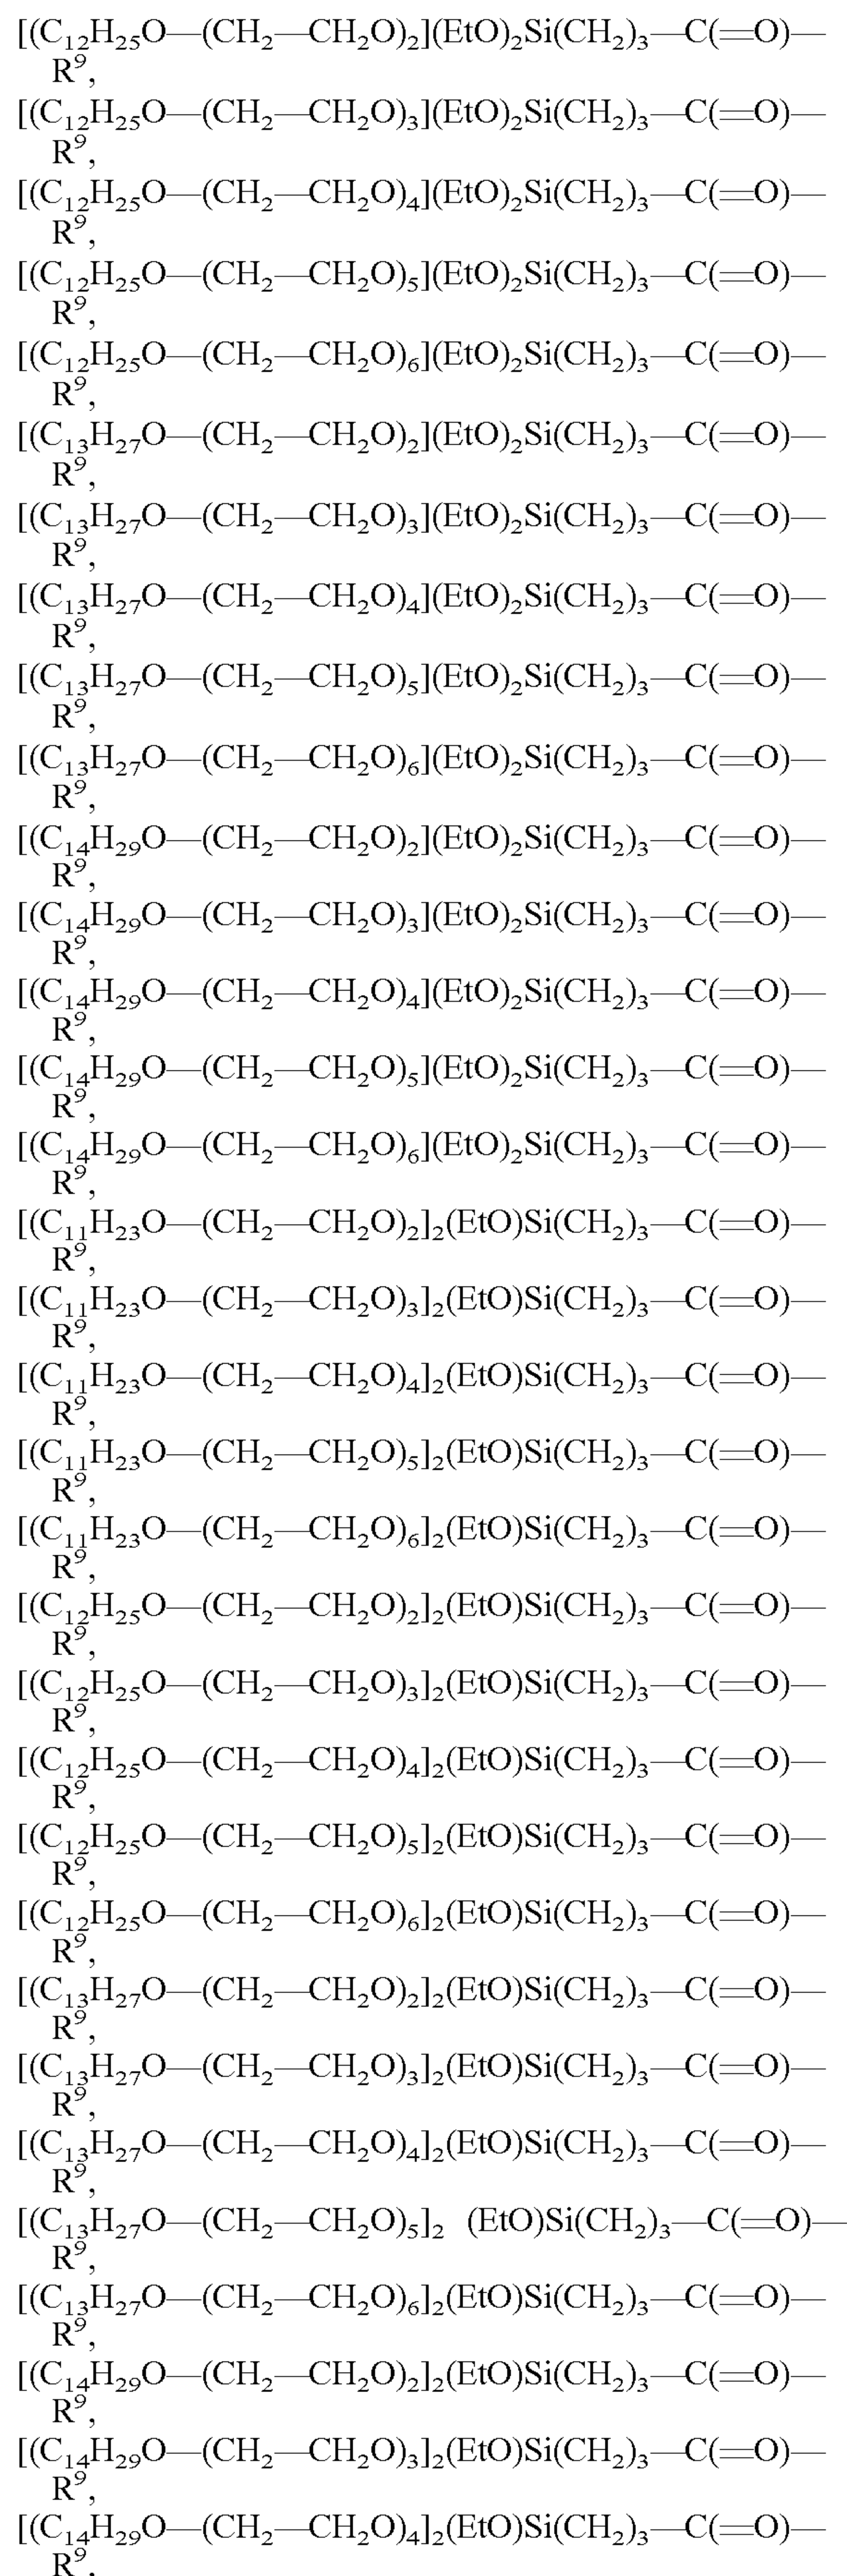 [(C₁₂H₂₅O—(CH₂—CH₂O)₂](EtO)₂Si(CH₂)₃—C(=O)—
R⁹,
[(C₁₂H₂₅O—(CH₂—CH₂O)₃](EtO)₂Si(CH₂)₃—C(=O)—
R⁹,
[(C₁₂H₂₅O—(CH₂—CH₂O)₄](EtO)₂Si(CH₂)₃—C(=O)—
R⁹,
[(C₁₂H₂₅O—(CH₂—CH₂O)₅](EtO)₂Si(CH₂)₃—C(=O)—
R⁹,
[(C₁₂H₂₅O—(CH₂—CH₂O)₆](EtO)₂Si(CH₂)₃—C(=O)—
R⁹,
[(C₁₃H₂₇O—(CH₂—CH₂O)₂](EtO)₂Si(CH₂)₃—C(=O)—
R⁹,
[(C₁₃H₂₇O—(CH₂—CH₂O)₃](EtO)₂Si(CH₂)₃—C(=O)—
R⁹,
[(C₁₃H₂₇O—(CH₂—CH₂O)₄](EtO)₂Si(CH₂)₃—C(=O)—
R⁹,
[(C₁₃H₂₇O—(CH₂—CH₂O)₅](EtO)₂Si(CH₂)₃—C(=O)—
R⁹,
[(C₁₃H₂₇O—(CH₂—CH₂O)₆](EtO)₂Si(CH₂)₃—C(=O)—
R⁹,
[(C₁₄H₂₉O—(CH₂—CH₂O)₂](EtO)₂Si(CH₂)₃—C(=O)—
R⁹,
[(C₁₄H₂₉O—(CH₂—CH₂O)₃](EtO)₂Si(CH₂)₃—C(=O)—
R⁹,
[(C₁₄H₂₉O—(CH₂—CH₂O)₄](EtO)₂Si(CH₂)₃—C(=O)—
R⁹,
[(C₁₄H₂₉O—(CH₂—CH₂O)₅](EtO)₂Si(CH₂)₃—C(=O)—
R⁹,
[(C₁₄H₂₉O—(CH₂—CH₂O)₆](EtO)₂Si(CH₂)₃—C(=O)—
R⁹,
[(C₁₁H₂₃O—(CH₂—CH₂O)₂]₂(EtO)Si(CH₂)₃—C(=O)—
R⁹,
[(C₁₁H₂₃O—(CH₂—CH₂O)₃]₂(EtO)Si(CH₂)₃—C(=O)—
R⁹,
[(C₁₁H₂₃O—(CH₂—CH₂O)₄]₂(EtO)Si(CH₂)₃—C(=O)—
R⁹,
[(C₁₁H₂₃O—(CH₂—CH₂O)₅]₂(EtO)Si(CH₂)₃—C(=O)—
R⁹,
[(C₁₁H₂₃O—(CH₂—CH₂O)₆]₂(EtO)Si(CH₂)₃—C(=O)—
R⁹,
[(C₁₂H₂₅O—(CH₂—CH₂O)₂]₂(EtO)Si(CH₂)₃—C(=O)—
R⁹,
[(C₁₂H₂₅O—(CH₂—CH₂O)₃]₂(EtO)Si(CH₂)₃—C(=O)—
R⁹,
[(C₁₂H₂₅O—(CH₂—CH₂O)₄]₂(EtO)Si(CH₂)₃—C(=O)—
R⁹,
[(C₁₂H₂₅O—(CH₂—CH₂O)₅]₂(EtO)Si(CH₂)₃—C(=O)—
R⁹,
[(C₁₂H₂₅O—(CH₂—CH₂O)₆]₂(EtO)Si(CH₂)₃—C(=O)—
R⁹,
[(C₁₃H₂₇O—(CH₂—CH₂O)₂]₂(EtO)Si(CH₂)₃—C(=O)—
R⁹,
[(C₁₃H₂₇O—(CH₂—CH₂O)₃]₂(EtO)Si(CH₂)₃—C(=O)—
R⁹,
[(C₁₃H₂₇O—(CH₂—CH₂O)₄]₂(EtO)Si(CH₂)₃—C(=O)—
R⁹,
[(C₁₃H₂₇O—(CH₂—CH₂O)₅]₂ (EtO)Si(CH₂)₃—C(=O)—
R⁹,
[(C₁₃H₂₇O—(CH₂—CH₂O)₆]₂(EtO)Si(CH₂)₃—C(=O)—
R⁹,
[(C₁₄H₂₉O—(CH₂—CH₂O)₂]₂(EtO)Si(CH₂)₃—C(=O)—
R⁹,
[(C₁₄H₂₉O—(CH₂—CH₂O)₃]₂(EtO)Si(CH₂)₃—C(=O)—
R⁹,
[(C₁₄H₂₉O—(CH₂—CH₂O)₄]₂(EtO)Si(CH₂)₃—C(=O)—
R⁹,